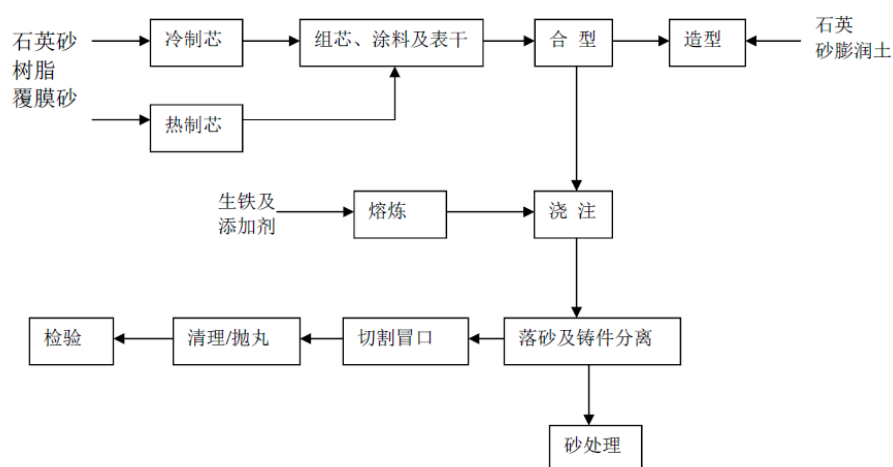 石英砂
树脂
覆膜砂
冷制芯
组芯、涂料及表干
合 型
造型
石英
砂膨润土
热制芯
生铁及
添加剂
熔炼
浇 注
检验
清理/抛丸
切割冒口
落砂及铸件分离
砂处理